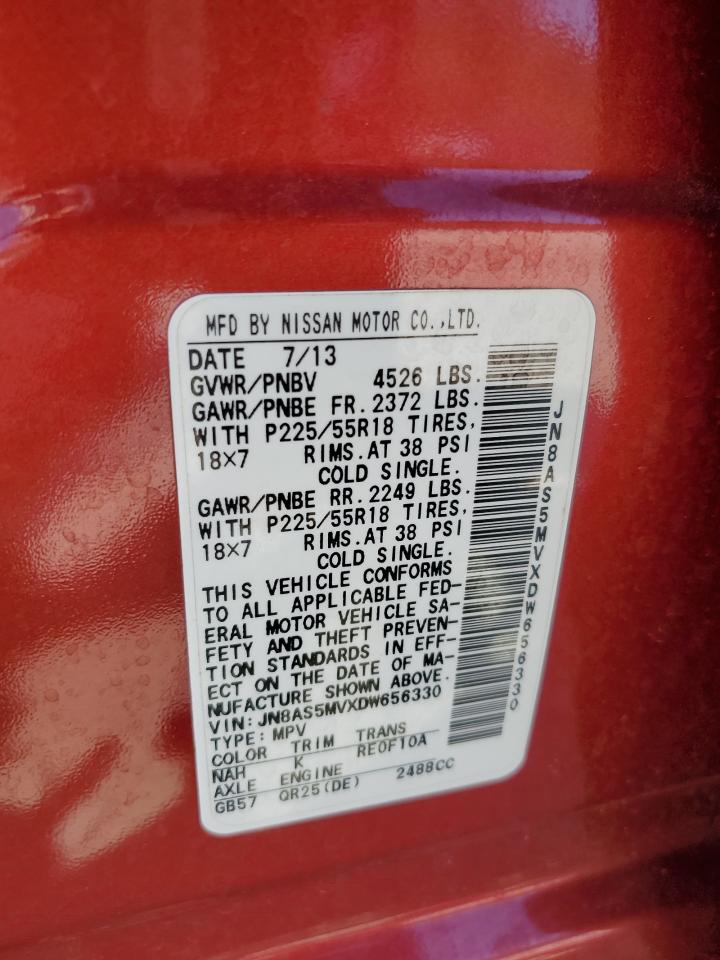 MFD BY NISSAN MOTOR CO.,LTD.
DATE 7/13
GVWR/PNBV 4526 LBS.
GAWR/PNBE FR. 2372 LBS.
WITH P225/55R18 TIRES,
18X7 RIMS. AT 38 PSI
COLD SINGLE.
GAWR/PNBE RR. 2249 LBS.
WITH P225/55R18 TIRES,
18X7 RIMS. AT 38 PSI
COLD SINGLE.
THIS VEHICLE CONFORMS
TO ALL APPLICABLE FED-
ERAL MOTOR VEHICLE SA-
FETY AND THEFT PREVEN-
TION STANDARDS IN EFF-
ECT ON THE DATE OF MA-
NUFACTURE SHOWN ABOVE.
VIN: JN8AS5MVXDW656330
TYPE: MPV
COLOR TRIM TRANS
NAH K RE0F10A
AXLE ENGINE
GB57 QR25(DE) 2488CC
JN8AS5MVXDW656330